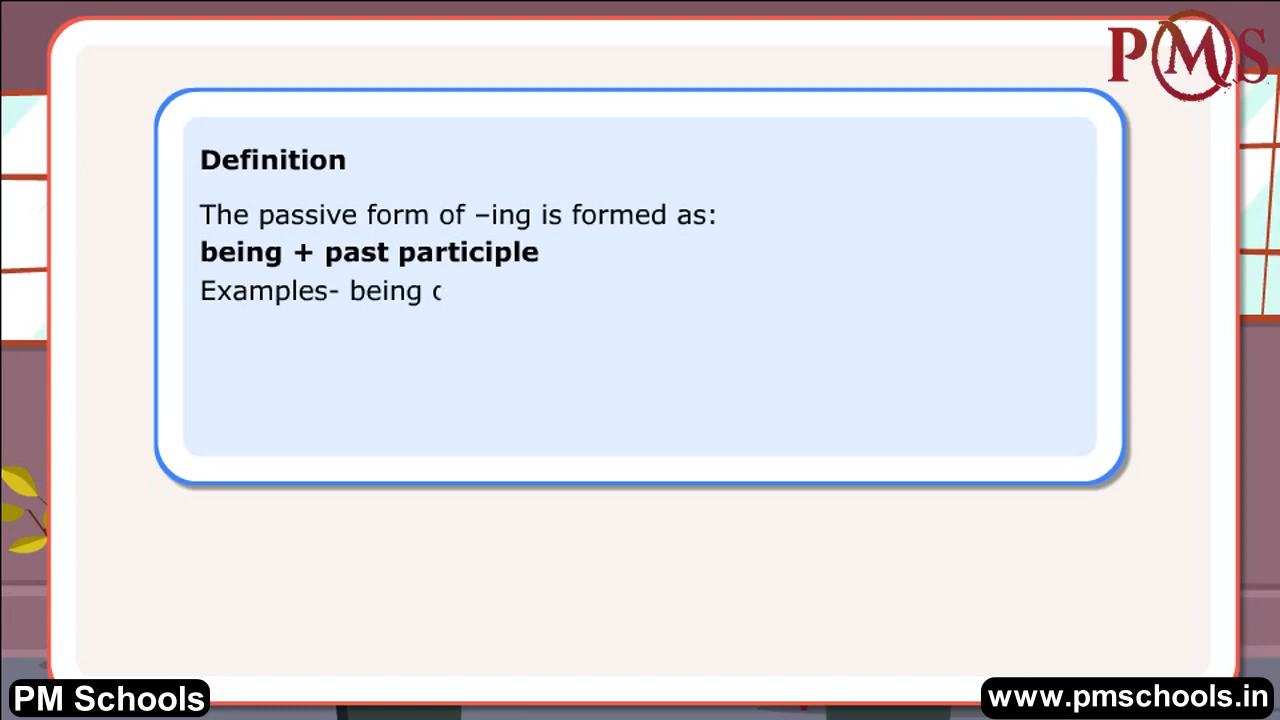 PMS
Definition
The passive form of –ing is formed as:
being + past participle
Examples- being
PM Schools
www.pmschools.in